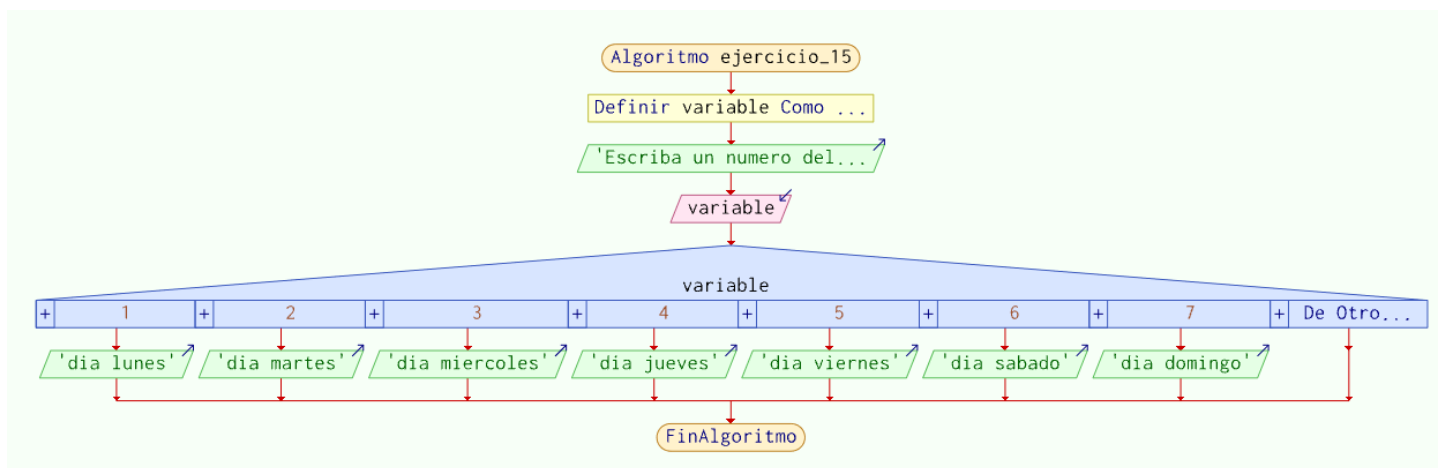 Algoritmo ejercicio_15
Definir variable Como ...
'Escriba un numero del...
variable
variable
+ 1 + 2 + 3 + 4 + 5 + 6 + 7 + De Otro...
'dia lunes' 'dia martes' 'dia miercoles' 'dia jueves' 'dia viernes' 'dia sabado' 'dia domingo'
FinAlgoritmo